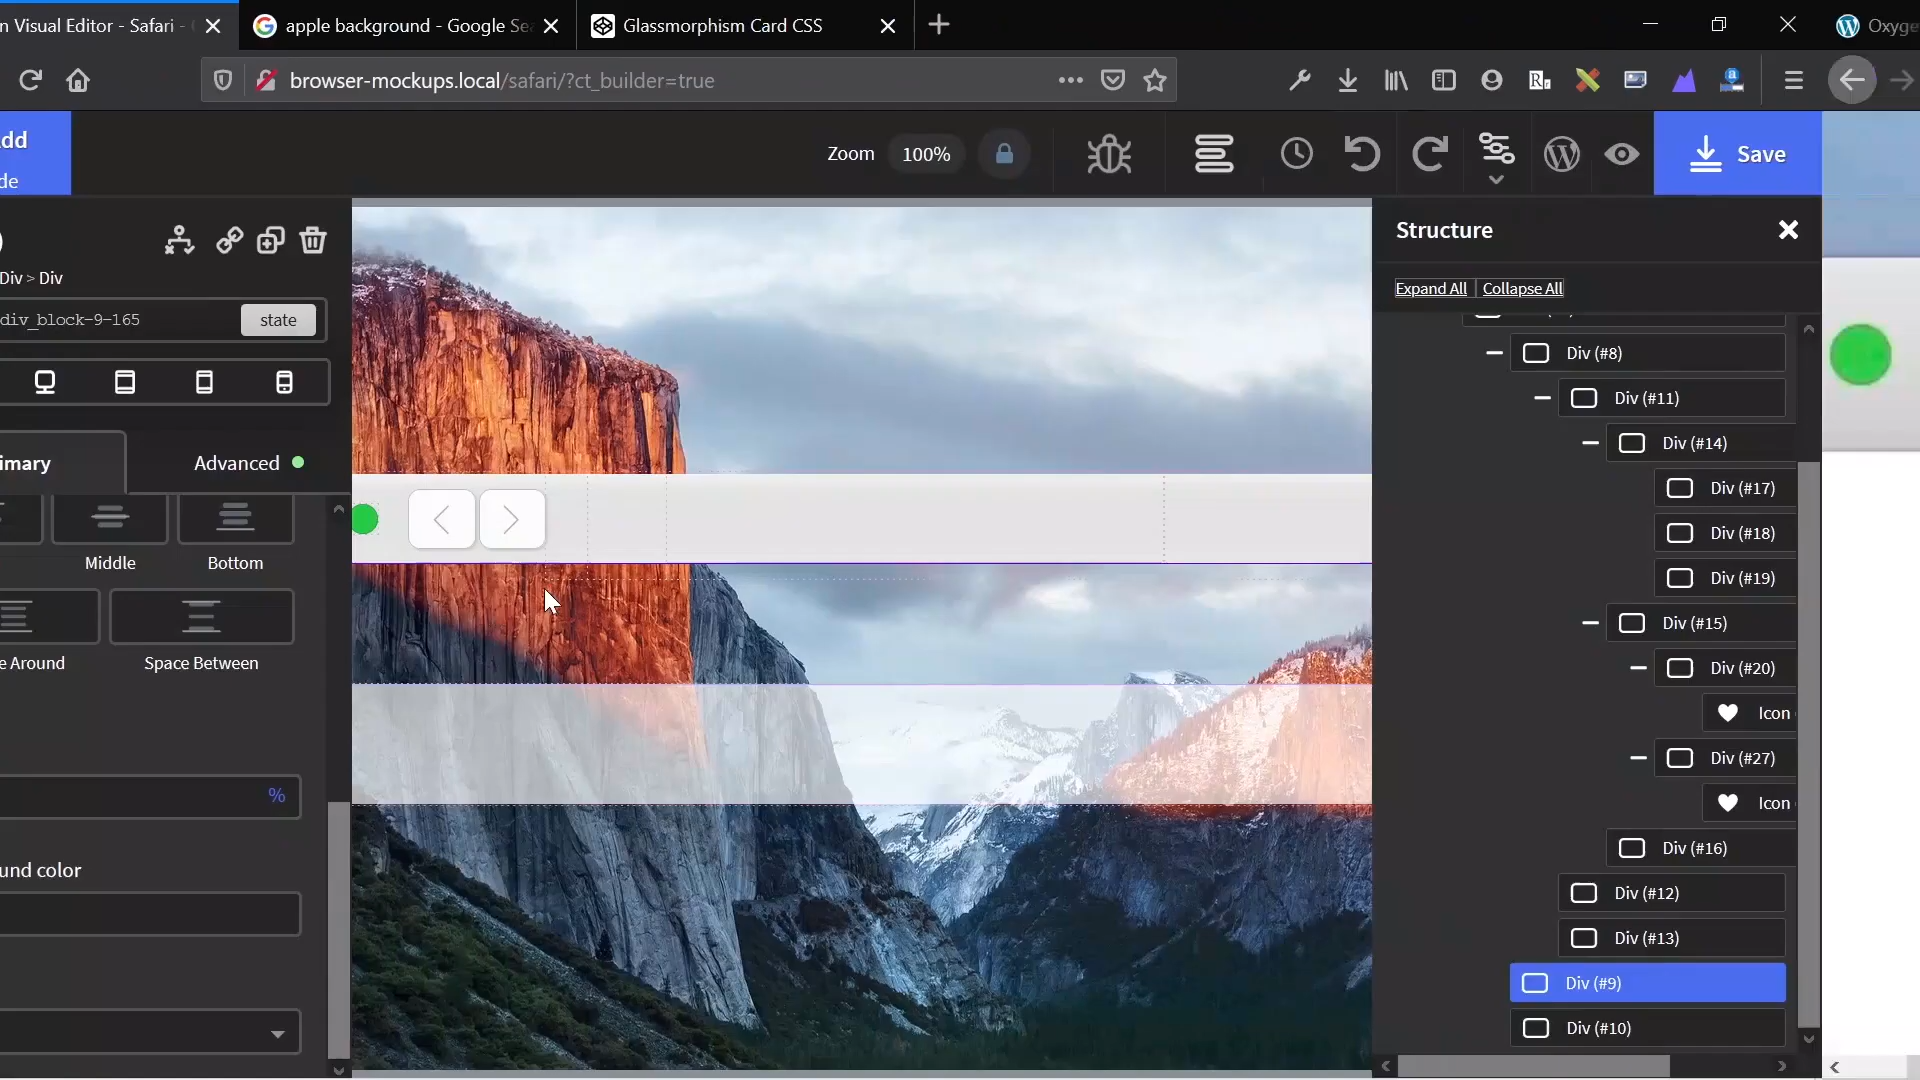 n Visual Editor - Safari -
apple background - Google Se
Glassmorphism Card CSS
Oxyge
browser-mockups.local/safari/?ct_builder=true
dd
de
Zoom
100%
Save
Div > Div
div_block-9-165
state
imary
Advanced
Middle
Bottom
e Around
Space Between
%
und color
Structure
Expand All
Collapse All
Div (#8)
Div (#11)
Div (#14)
Div (#17)
Div (#18)
Div (#19)
Div (#15)
Div (#20)
Icon
Div (#27)
Icon
Div (#16)
Div (#12)
Div (#13)
Div (#9)
Div (#10)